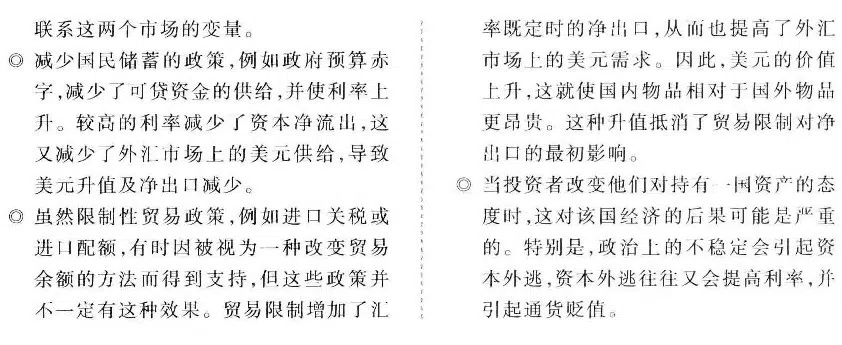 联系这两个市场的变量。
◎ 减少国民储蓄的政策,例如政府预算赤
字,减少了可贷资金的供给,并使利率上
升。较高的利率减少了资本净流出,这
又减少了外汇市场上的美元供给,导致
美元升值及净出口减少。
◎ 虽然限制性贸易政策,例如进口关税或
进口配额,有时因被视为一种改变贸易
余额的方法而得到支持,但这些政策并
不一定有这种效果。贸易限制增加了汇
率既定时的净出口,从而也提高了外汇
市场上的美元需求。因此,美元的价值
上升,这就使国内物品相对于国外物品
更昂贵。这种升值抵消了贸易限制对净
出口的最初影响。
◎ 当投资者改变他们对持有一国资产的态
度时,这对该国经济的后果可能是严重
的。特别是,政治上的不稳定会引起资
本外逃,资本外逃往往又会提高利率,并
引起通货贬值。